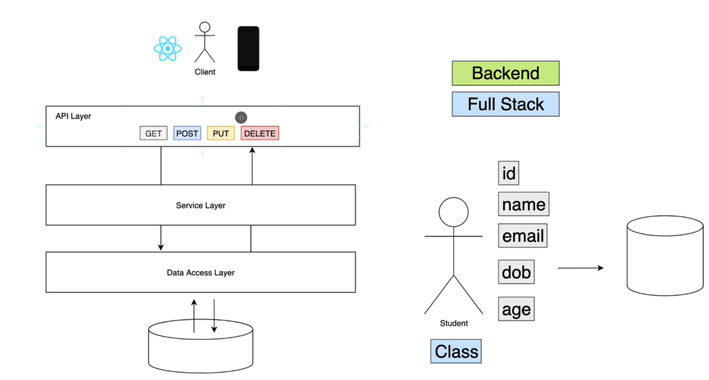 Client
API Layer
GET POST PUT DELETE
Service Layer
Data Access Layer
Backend
Full Stack
id
name
email
dob
age
Student
Class